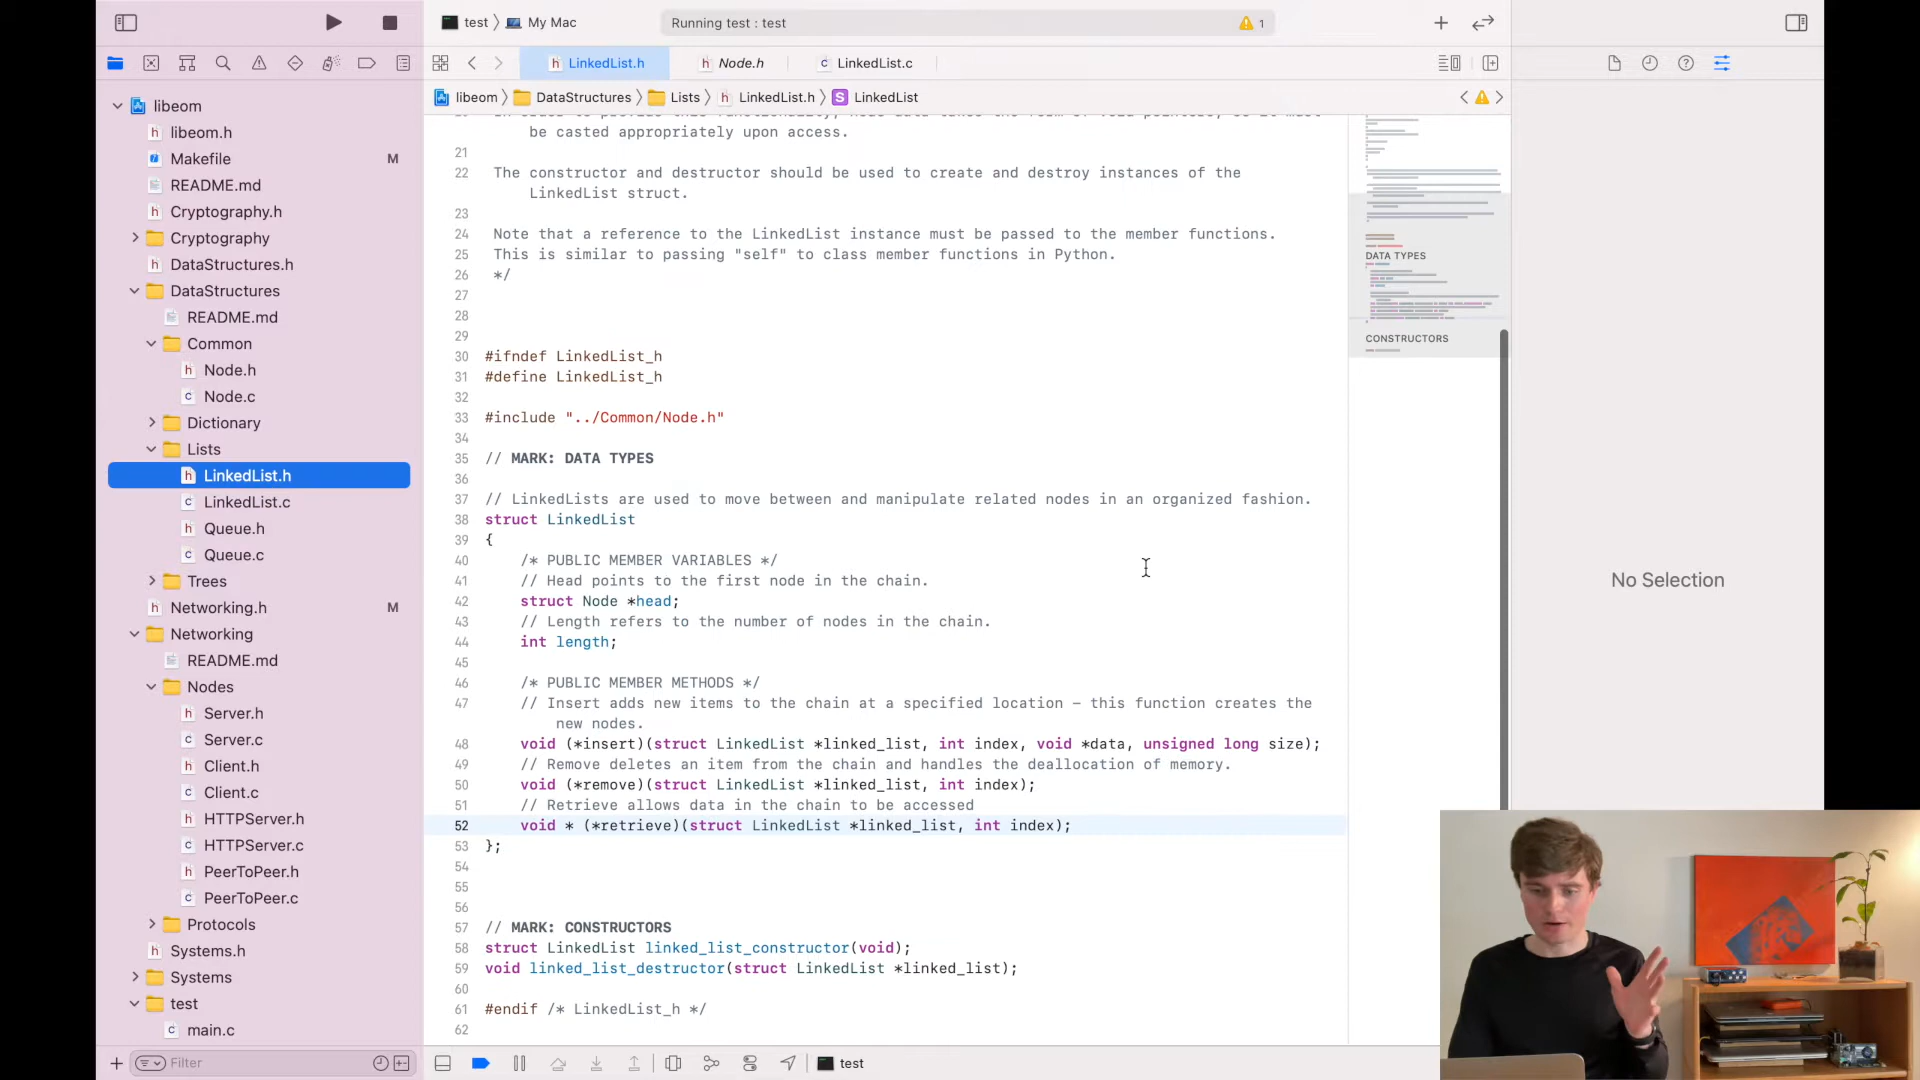 test
My Mac
Running test : test
1
LinkedList.h
Node.h
LinkedList.c
libeom
DataStructures
Lists
LinkedList.h
LinkedList
libeom
libeom.h
Makefile
M
README.md
Cryptography.h
Cryptography
DataStructures.h
DataStructures
README.md
Common
Node.h
Node.c
Dictionary
Lists
LinkedList.h
LinkedList.c
Queue.h
Queue.c
Trees
Networking.h
M
Networking
README.md
Nodes
Server.h
Server.c
Client.h
Client.c
HTTPServer.h
HTTPServer.c
PeerToPeer.h
PeerToPeer.c
Protocols
Systems.h
Systems
test
main.c
Filter
be casted appropriately upon access.
21
22 The constructor and destructor should be used to create and destroy instances of the
LinkedList struct.
23
24 Note that a reference to the LinkedList instance must be passed to the member functions.
25 This is similar to passing "self" to class member functions in Python.
26 */
27
28
29
30 #ifndef LinkedList_h
31 #define LinkedList_h
32
33 #include "../Common/Node.h"
34
35 // MARK: DATA TYPES
36
37 // LinkedLists are used to move between and manipulate related nodes in an organized fashion.
38 struct LinkedList
39 {
40 /* PUBLIC MEMBER VARIABLES */
41 // Head points to the first node in the chain.
42 struct Node *head;
43 // Length refers to the number of nodes in the chain.
44 int length;
45
46 /* PUBLIC MEMBER METHODS */
47 // Insert adds new items to the chain at a specified location – this function creates the
new nodes.
48 void (*insert)(struct LinkedList *linked_list, int index, void *data, unsigned long size);
49 // Remove deletes an item from the chain and handles the deallocation of memory.
50 void (*remove)(struct LinkedList *linked_list, int index);
51 // Retrieve allows data in the chain to be accessed
52 void * (*retrieve)(struct LinkedList *linked_list, int index);
53 };
54
55
56
57 // MARK: CONSTRUCTORS
58 struct LinkedList linked_list_constructor(void);
59 void linked_list_destructor(struct LinkedList *linked_list);
60
61 #endif /* LinkedList_h */
62
DATA TYPES
CONSTRUCTORS
No Selection
test